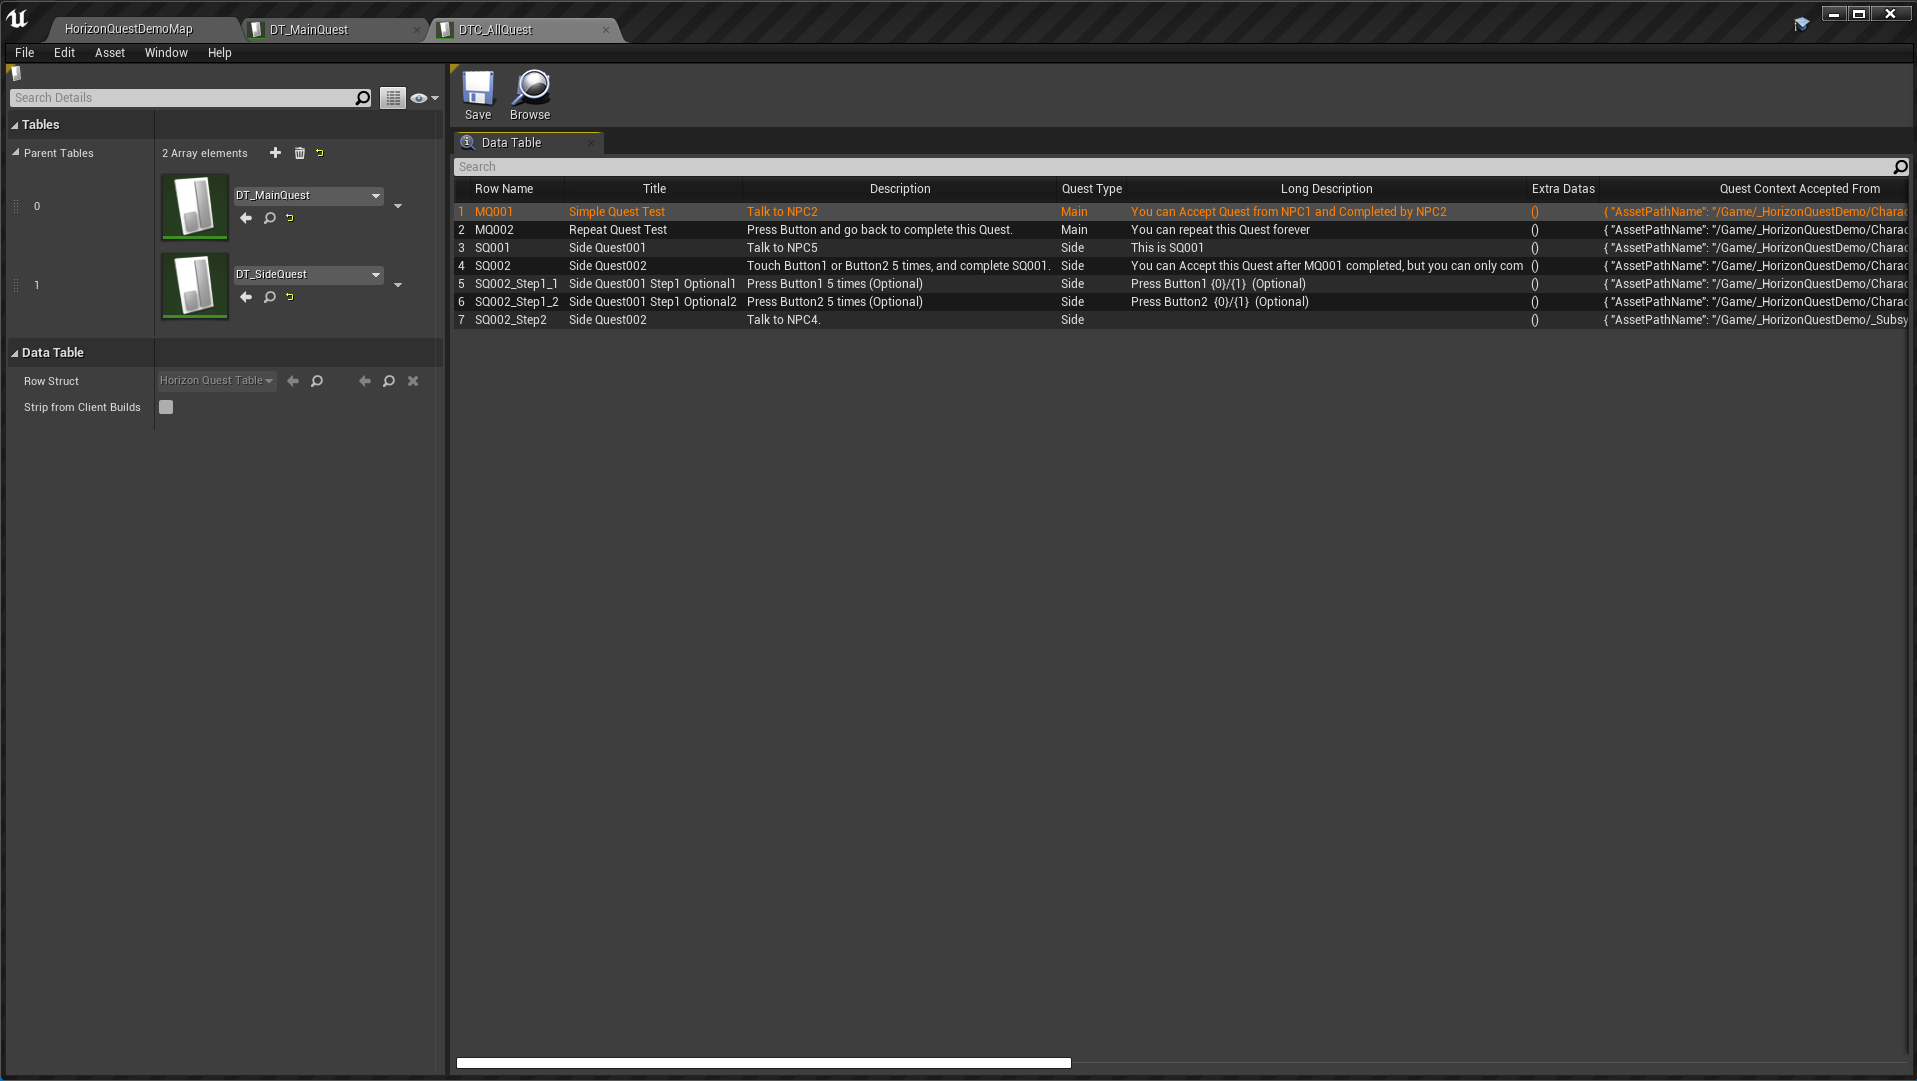 HorizonQuestDemoMap DT_MainQuest DTC_AllQuest
File Edit Asset Window Help
Search Details
Tables
Parent Tables 2 Array elements
0 DT_MainQuest
1 DT_SideQuest
Data Table
Row Struct Horizon Quest Table
Strip from Client Builds
Save Browse
Data Table
Search
Row Name Title Description Quest Type Long Description Extra Datas Quest Context Accepted From
1 MQ001 Simple Quest Test Talk to NPC2 Main You can Accept Quest from NPC1 and Completed by NPC2 () { "AssetPathName": "/Game/_HorizonQuestDemo/Charac
2 MQ002 Repeat Quest Test Press Button and go back to complete this Quest. Main You can repeat this Quest forever () { "AssetPathName": "/Game/_HorizonQuestDemo/Charac
3 SQ001 Side Quest001 Talk to NPC5 Side This is SQ001 () { "AssetPathName": "/Game/_HorizonQuestDemo/Charac
4 SQ002 Side Quest002 Touch Button1 or Button2 5 times, and complete SQ001. Side You can Accept this Quest after MQ001 completed, but you can only com () { "AssetPathName": "/Game/_HorizonQuestDemo/Charac
5 SQ002_Step1_1 Side Quest001 Step1 Optional1 Press Button1 5 times (Optional) Side Press Button1 {0}/{1} (Optional) () { "AssetPathName": "/Game/_HorizonQuestDemo/Charac
6 SQ002_Step1_2 Side Quest001 Step1 Optional2 Press Button2 5 times (Optional) Side Press Button2 {0}/{1} (Optional) () { "AssetPathName": "/Game/_HorizonQuestDemo/Charac
7 SQ002_Step2 Side Quest002 Talk to NPC4. Side () { "AssetPathName": "/Game/_HorizonQuestDemo/_Subsy